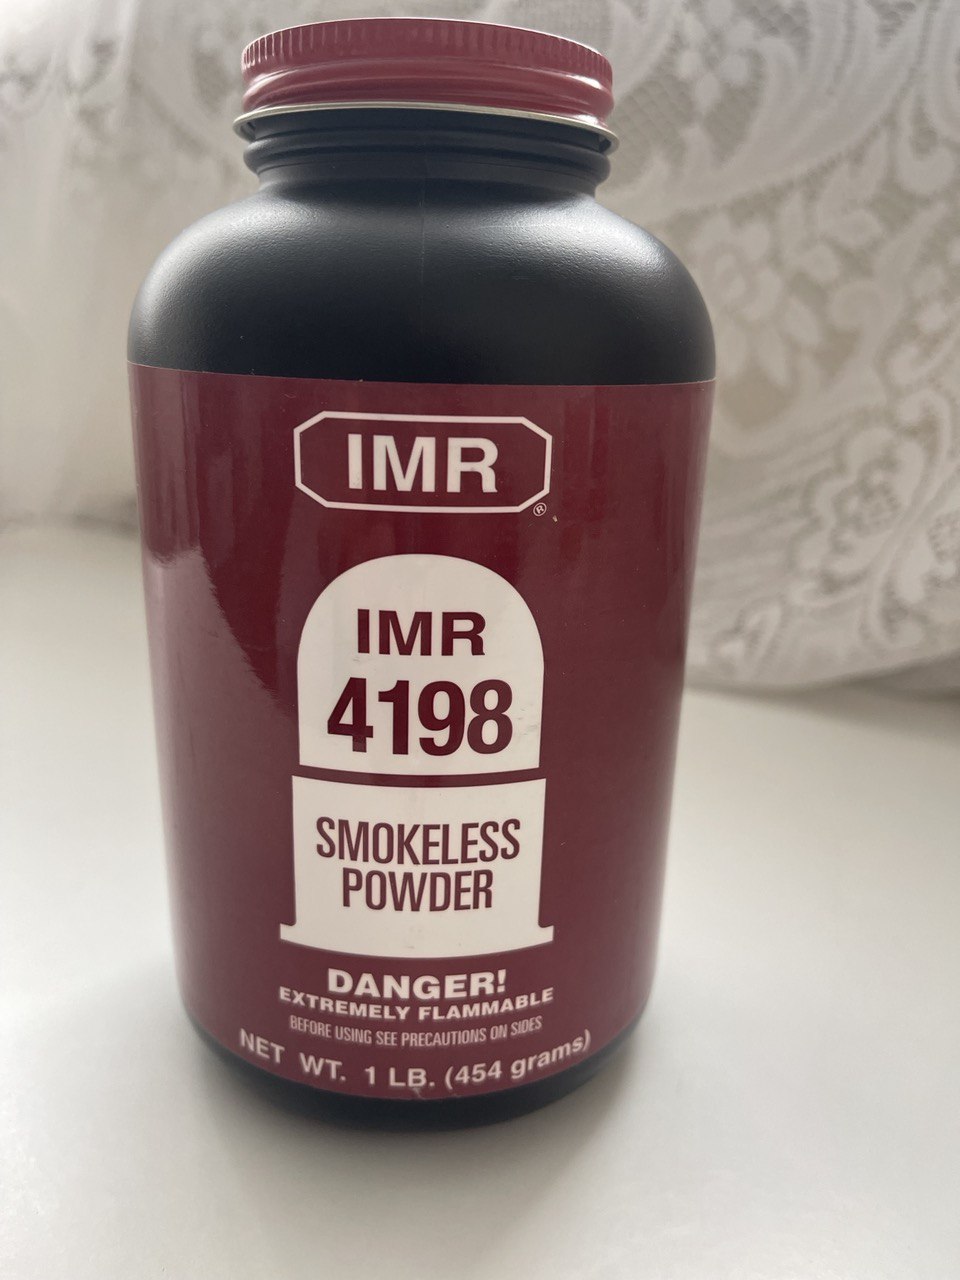 IMR
®
IMR
4198
SMOKELESS
POWDER
DANGER!
EXTREMELY FLAMMABLE
BEFORE USING SEE PRECAUTIONS ON SIDES
NET WT. 1 LB. (454 grams)